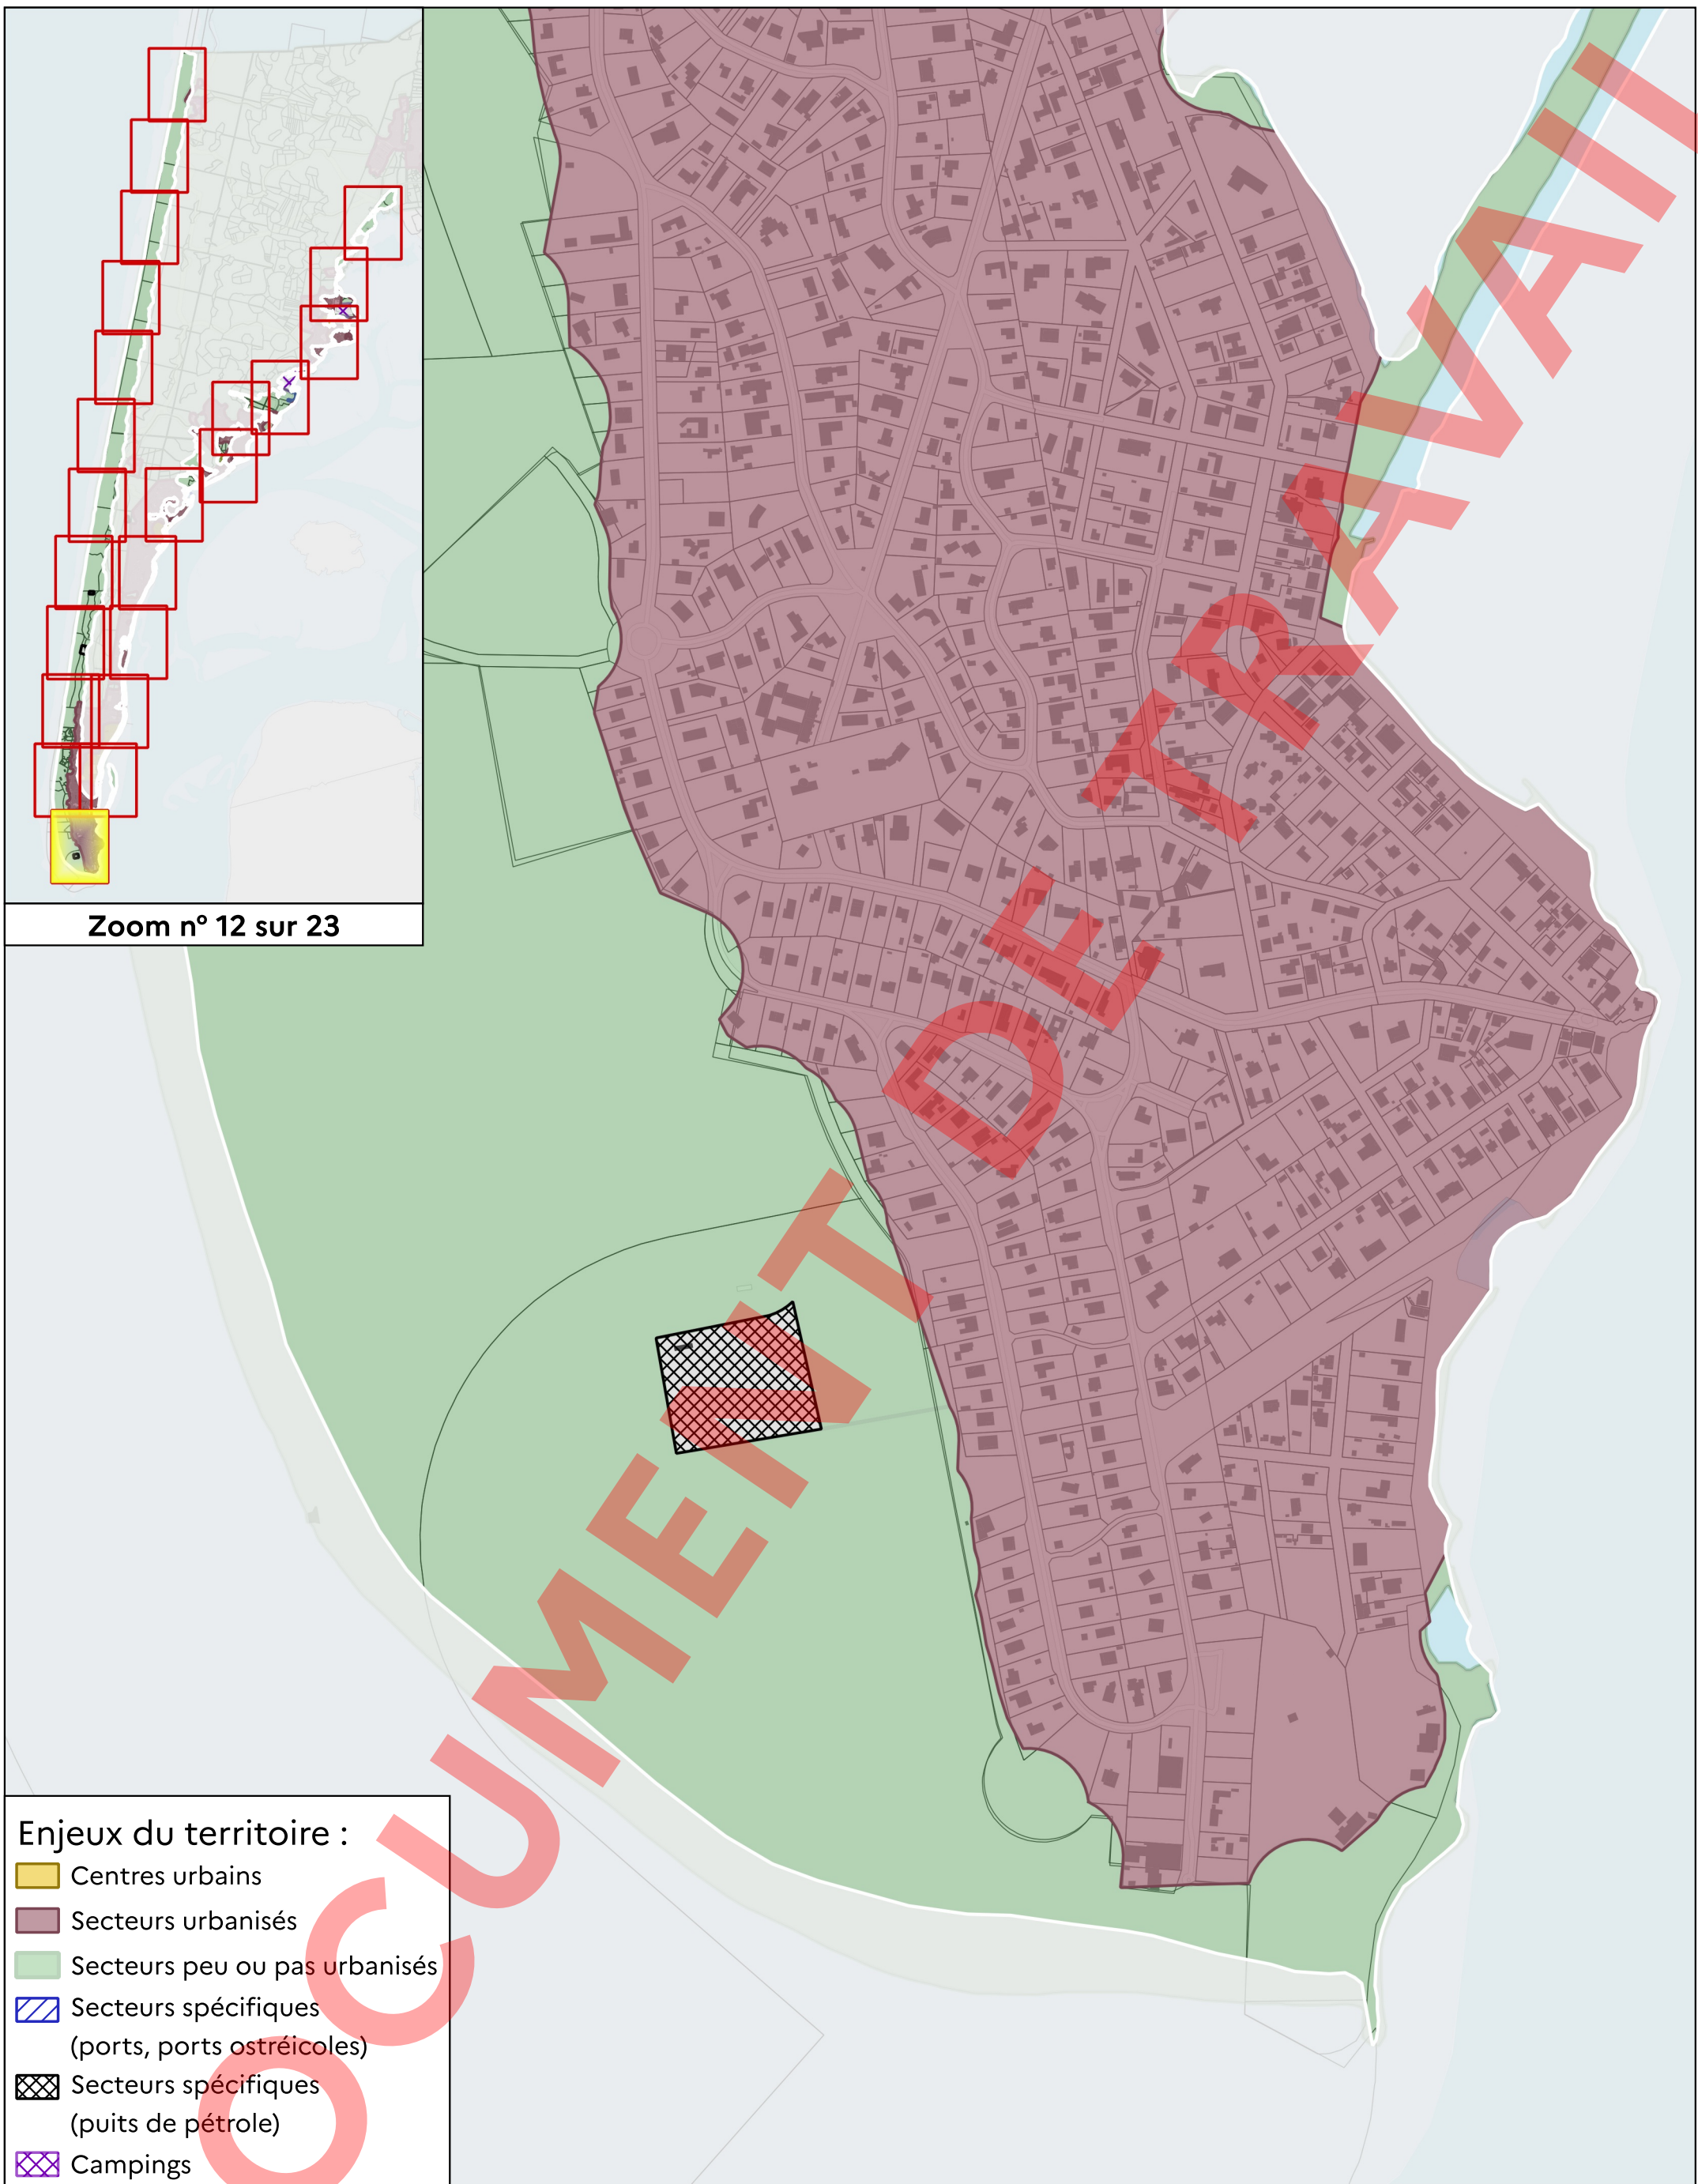 Zoom n° 12 sur 23
Enjeux du territoire :
Centres urbains
Secteurs urbanisés
Secteurs peu ou pas urbanisés
Secteurs spécifiques
(ports, ports ostréicoles)
Secteurs spécifiques
(puits de pétrole)
Campings
OCUMENT DE TRAVAIL